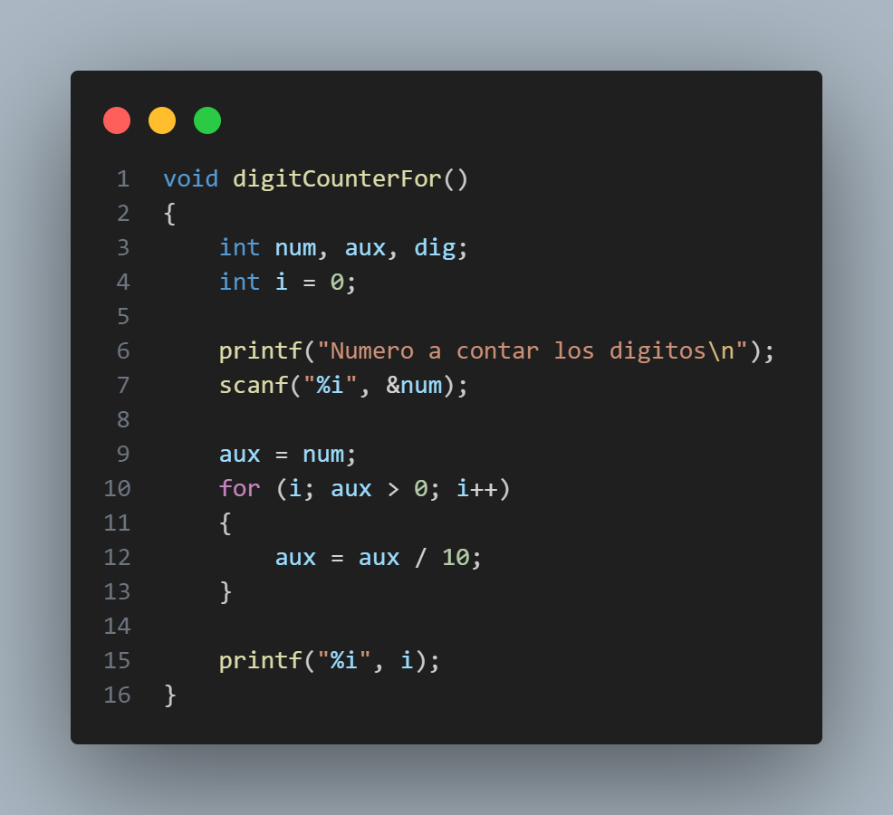 1 void digitCounterFor()
2 {
3     int num, aux, dig;
4     int i = 0;
5
6     printf("Numero a contar los digitos\n");
7     scanf("%i", &num);
8
9     aux = num;
10     for (i; aux > 0; i++)
11     {
12         aux = aux / 10;
13     }
14
15     printf("%i", i);
16 }